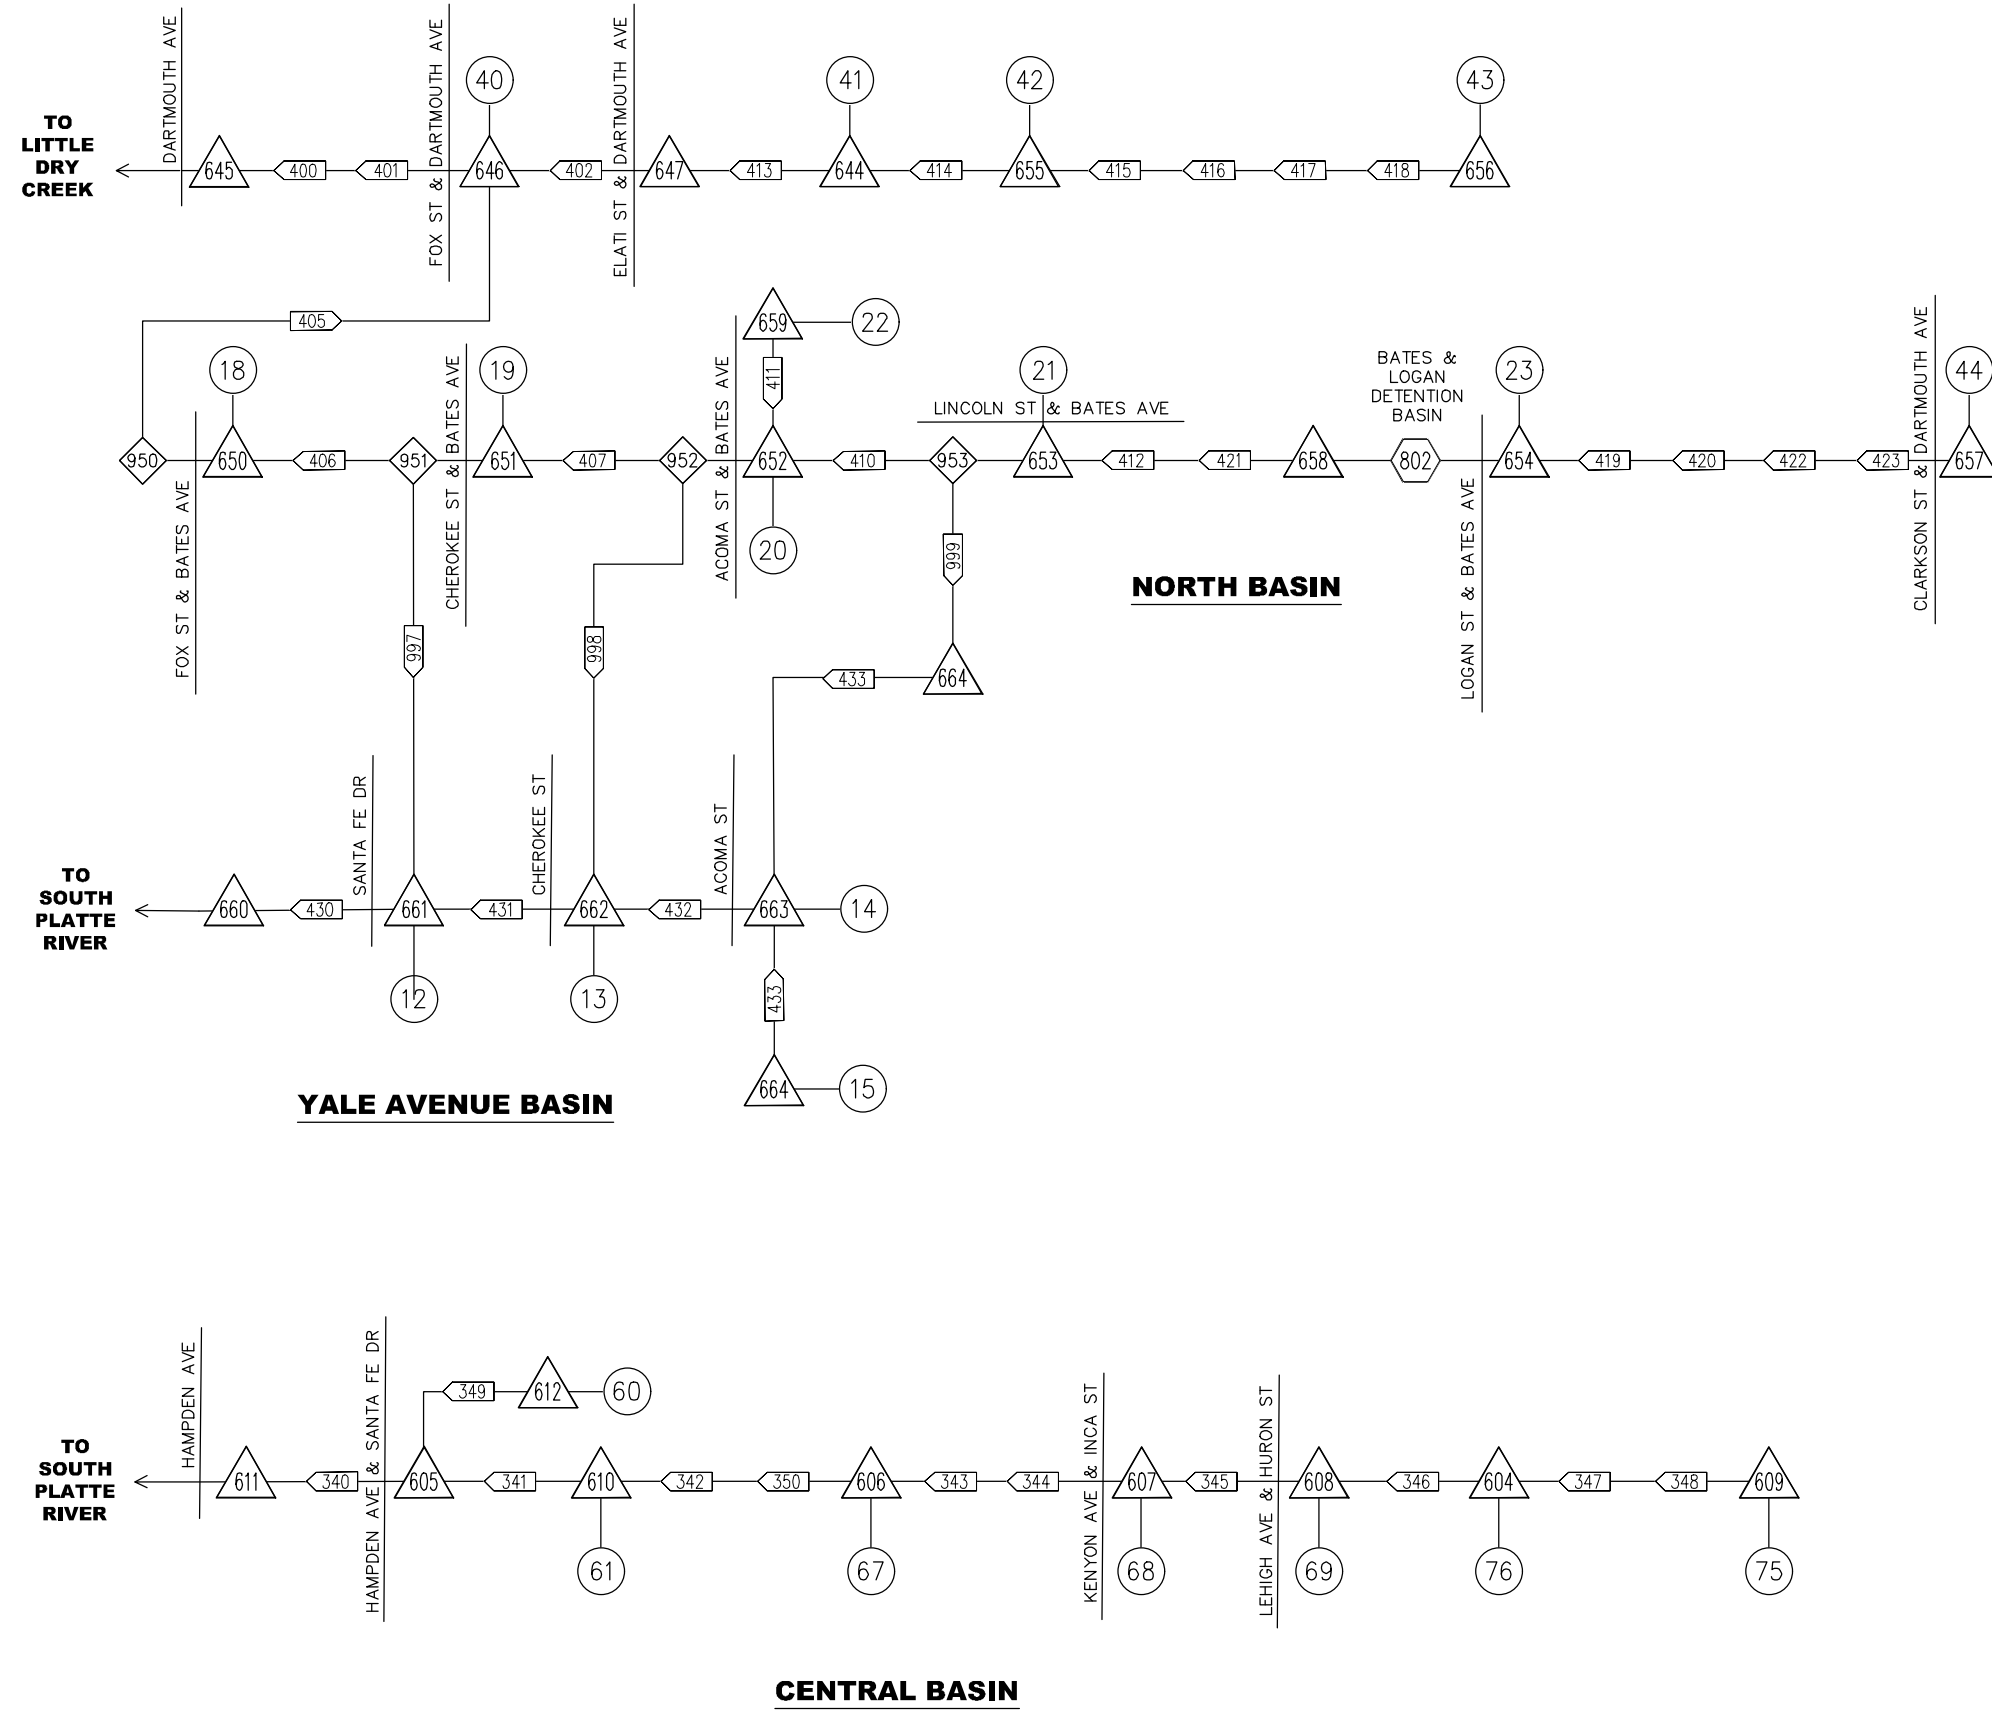 DARTMOUTH AVE
FOX ST & DARTMOUTH AVE
ELATI ST & DARTMOUTH AVE
40
41
42
43
TO
LITTLE
DRY
CREEK
645
400
401
646
402
647
413
644
414
655
415
416
417
418
656
405
659
22
411
18
19
21
23
44
BATES &
LOGAN
DETENTION
BASIN
LINCOLN ST & BATES AVE
FOX ST & BATES AVE
CHEROKEE ST & BATES AVE
ACOMA ST & BATES AVE
LOGAN ST & BATES AVE
CLARKSON ST & DARTMOUTH AVE
950
650
406
951
651
407
952
652
410
953
653
412
421
658
802
654
419
420
422
423
657
20
999
NORTH BASIN
997
998
433
664
SANTA FE DR
CHEROKEE ST
ACOMA ST
TO
SOUTH
PLATTE
RIVER
660
430
661
431
662
432
663
14
12
13
433
664
15
YALE AVENUE BASIN
HAMPDEN AVE
HAMPDEN AVE & SANTA FE DR
KENYON AVE & INCA ST
LEHIGH AVE & HURON ST
349
612
60
TO
SOUTH
PLATTE
RIVER
611
340
605
341
610
342
350
606
343
344
607
345
608
346
604
347
348
609
61
67
68
69
76
75
CENTRAL BASIN